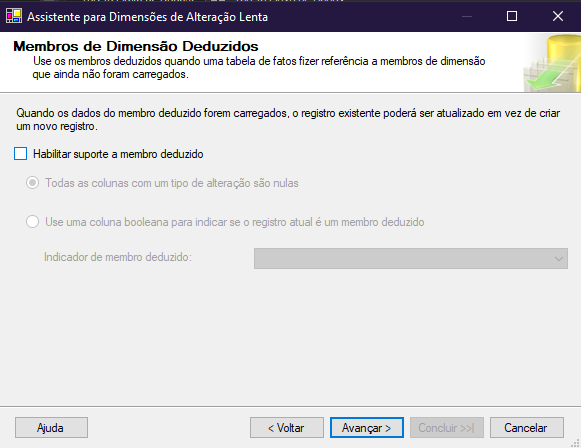 Assistente para Dimensões de Alteração Lenta
Membros de Dimensão Deduzidos
Use os membros deduzidos quando uma tabela de fatos fizer referência a membros de dimensão
que ainda não foram carregados.
Quando os dados do membro deduzido forem carregados, o registro existente poderá ser atualizado em vez de criar
um novo registro.
Habilitar suporte a membro deduzido
Todas as colunas com um tipo de alteração são nulas
Use uma coluna booleana para indicar se o registro atual é um membro deduzido
Indicador de membro deduzido:
Ajuda
< Voltar
Avançar >
Concluir >>|
Cancelar